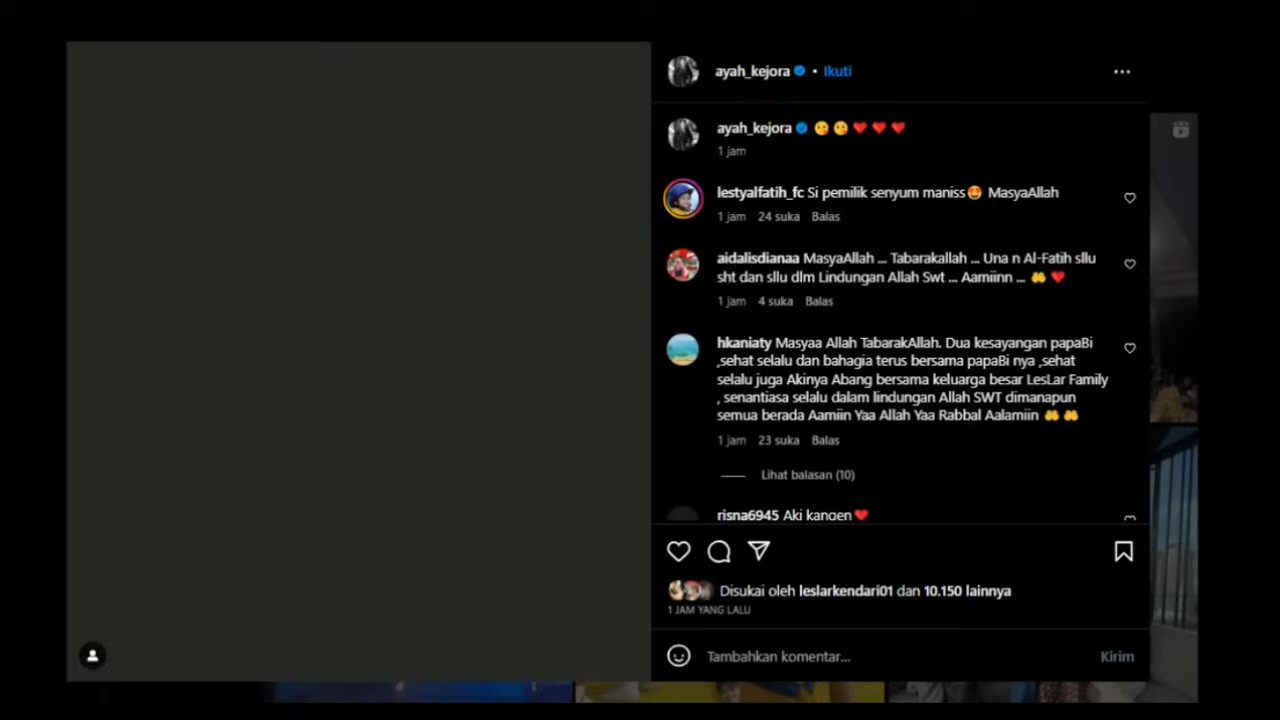 ayah_kejora • Ikuti
ayah_kejora 😘 😘 ❤️ ❤️ ❤️
1 jam
lestyalfatih_fc Si pemilik senyum maniss🤩 MasyaAllah
1 jam 24 suka Balas
aidalisdianaa MasyaAllah ... Tabarakallah ... Una n Al-Fatih sllu
sht dan sllu dlm Lindungan Allah Swt ... Aamiinn ... 🤲 ❤️
1 jam 4 suka Balas
hkaniaty Masyaa Allah TabarakAllah. Dua kesayangan papaBi
,sehat selalu dan bahagia terus bersama papaBi nya ,sehat
selalu juga Akinya Abang bersama keluarga besar LesLar Family
, senantiasa selalu dalam lindungan Allah SWT dimanapun
semua berada Aamiin Yaa Allah Yaa Rabbal Aalamiin 🤲 🤲
1 jam 23 suka Balas
Lihat balasan (10)
risna6945 Aki kangen❤️
Disukai oleh leslarkendari01 dan 10.150 lainnya
1 JAM YANG LALU
Tambahkan komentar... Kirim